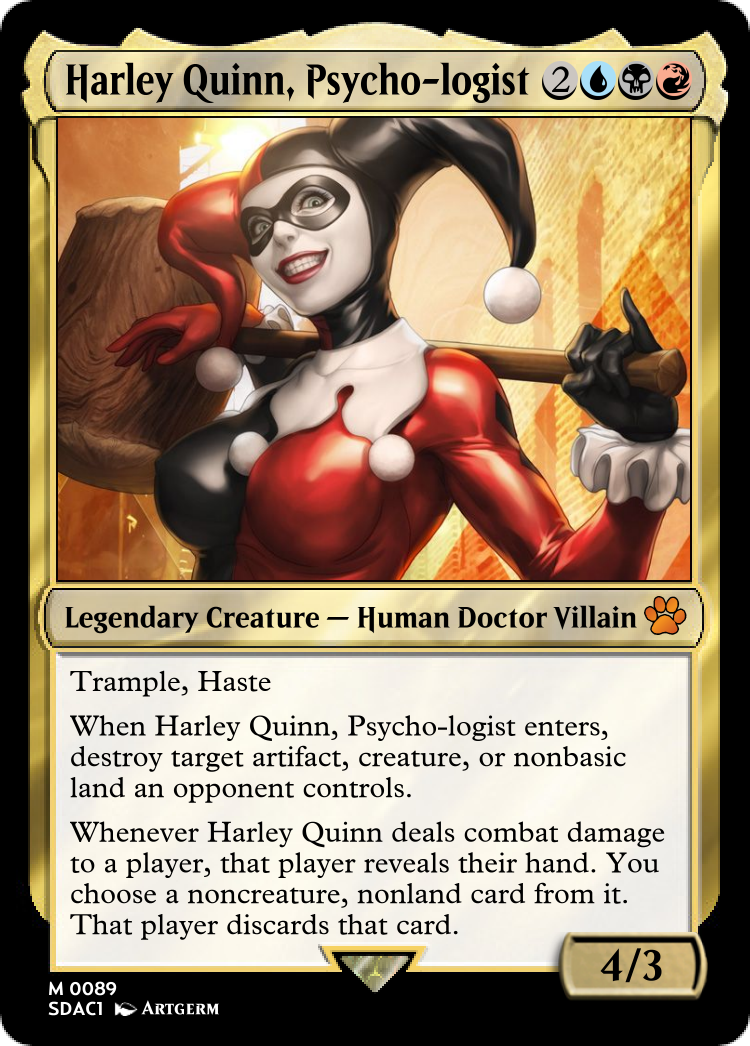 Harley Quinn, Psycho-logist 2
Legendary Creature — Human Doctor Villain
Trample, Haste
When Harley Quinn, Psycho-logist enters,
destroy target artifact, creature, or nonbasic
land an opponent controls.
Whenever Harley Quinn deals combat damage
to a player, that player reveals their hand. You
choose a noncreature, nonland card from it.
That player discards that card.
4/3
M 0089
SDAC1 ARTGERM